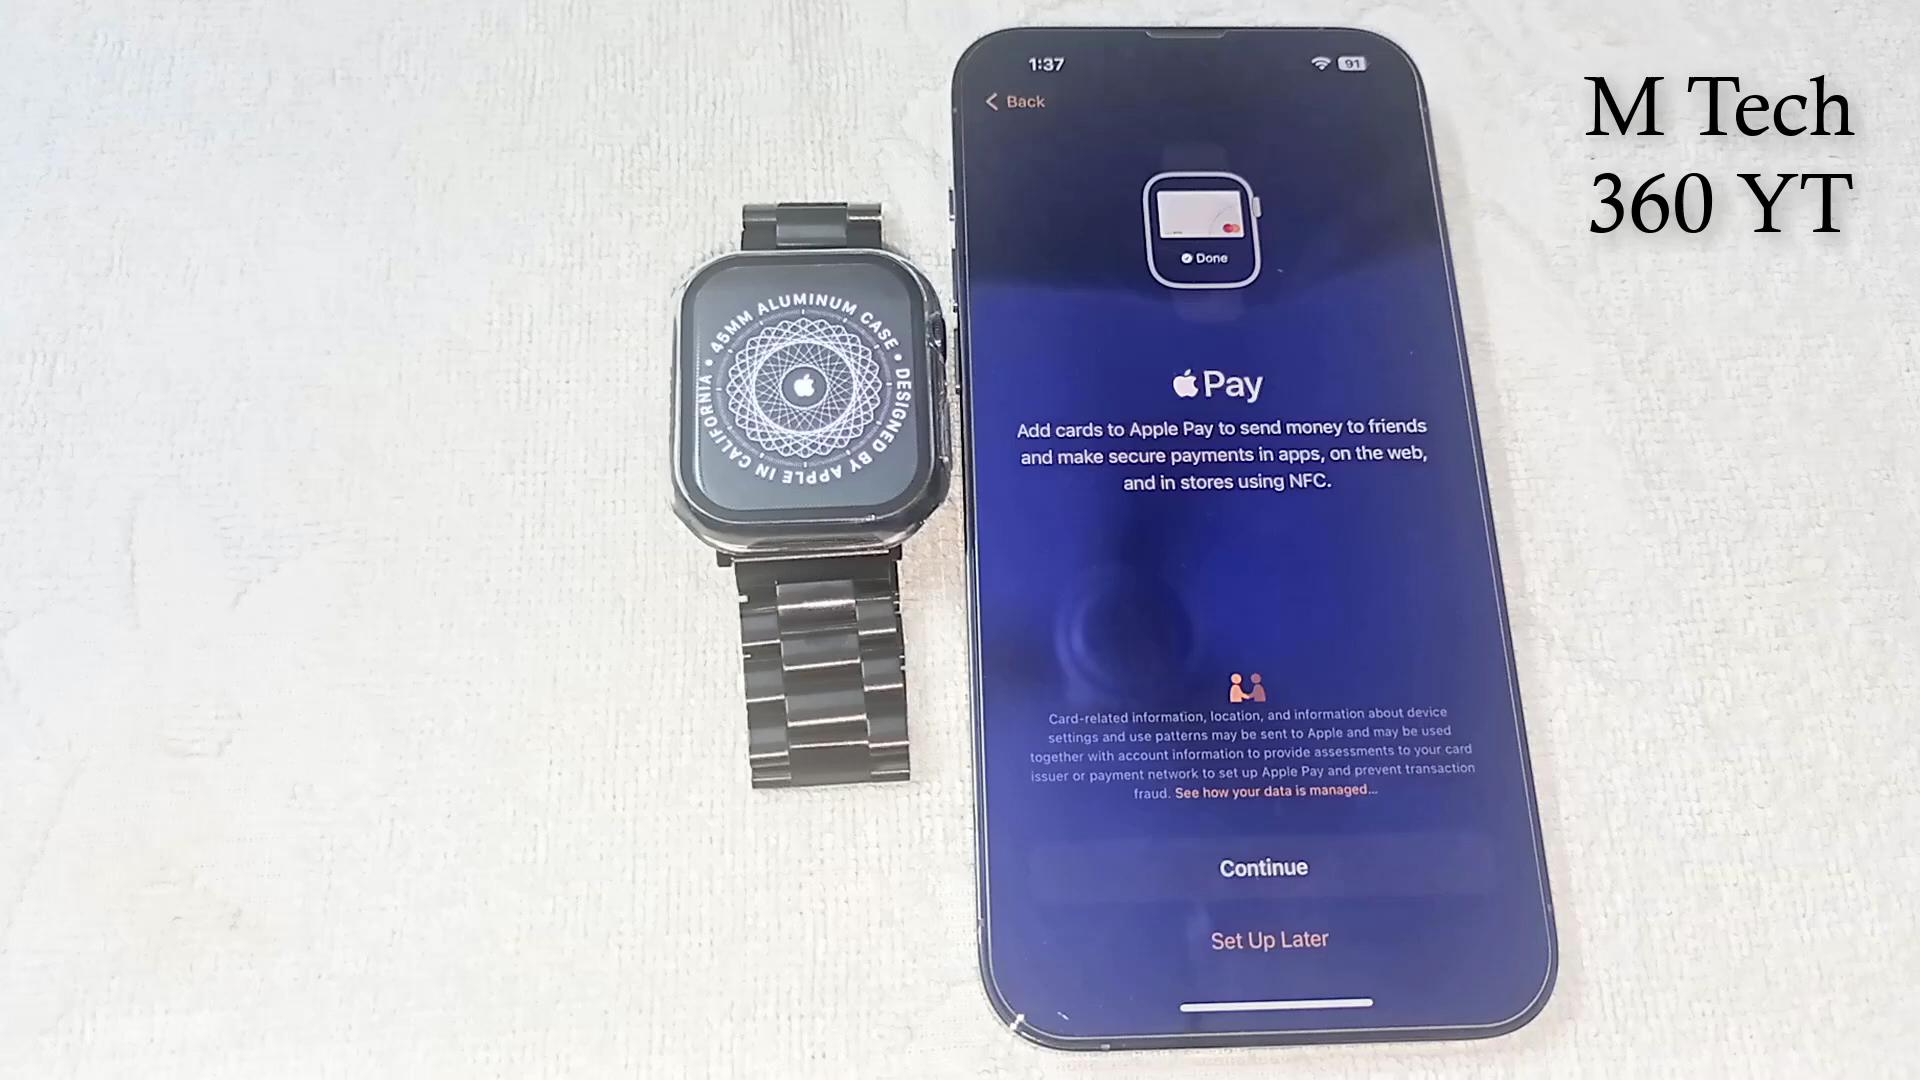 45MM ALUMINUM CASE • DESIGNED BY APPLE IN CALIFORNIA •
1:37
91
Back
Done
Pay
Add cards to Apple Pay to send money to friends
and make secure payments in apps, on the web,
and in stores using NFC.
Card-related information, location, and information about device
settings and use patterns may be sent to Apple and may be used
together with account information to provide assessments to your card
issuer or payment network to set up Apple Pay and prevent transaction
fraud. See how your data is managed...
Continue
Set Up Later
M Tech
360 YT